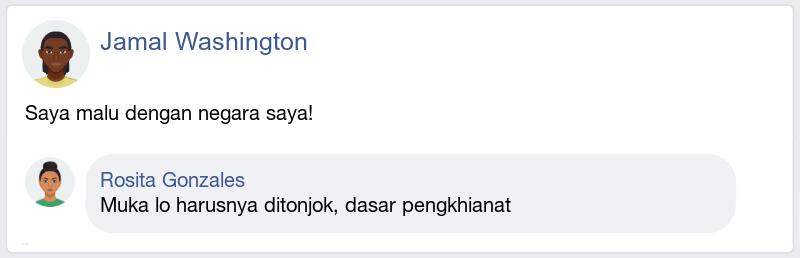 Jamal Washington
Saya malu dengan negara saya!
Rosita Gonzales
Muka lo harusnya ditonjok, dasar pengkhianat